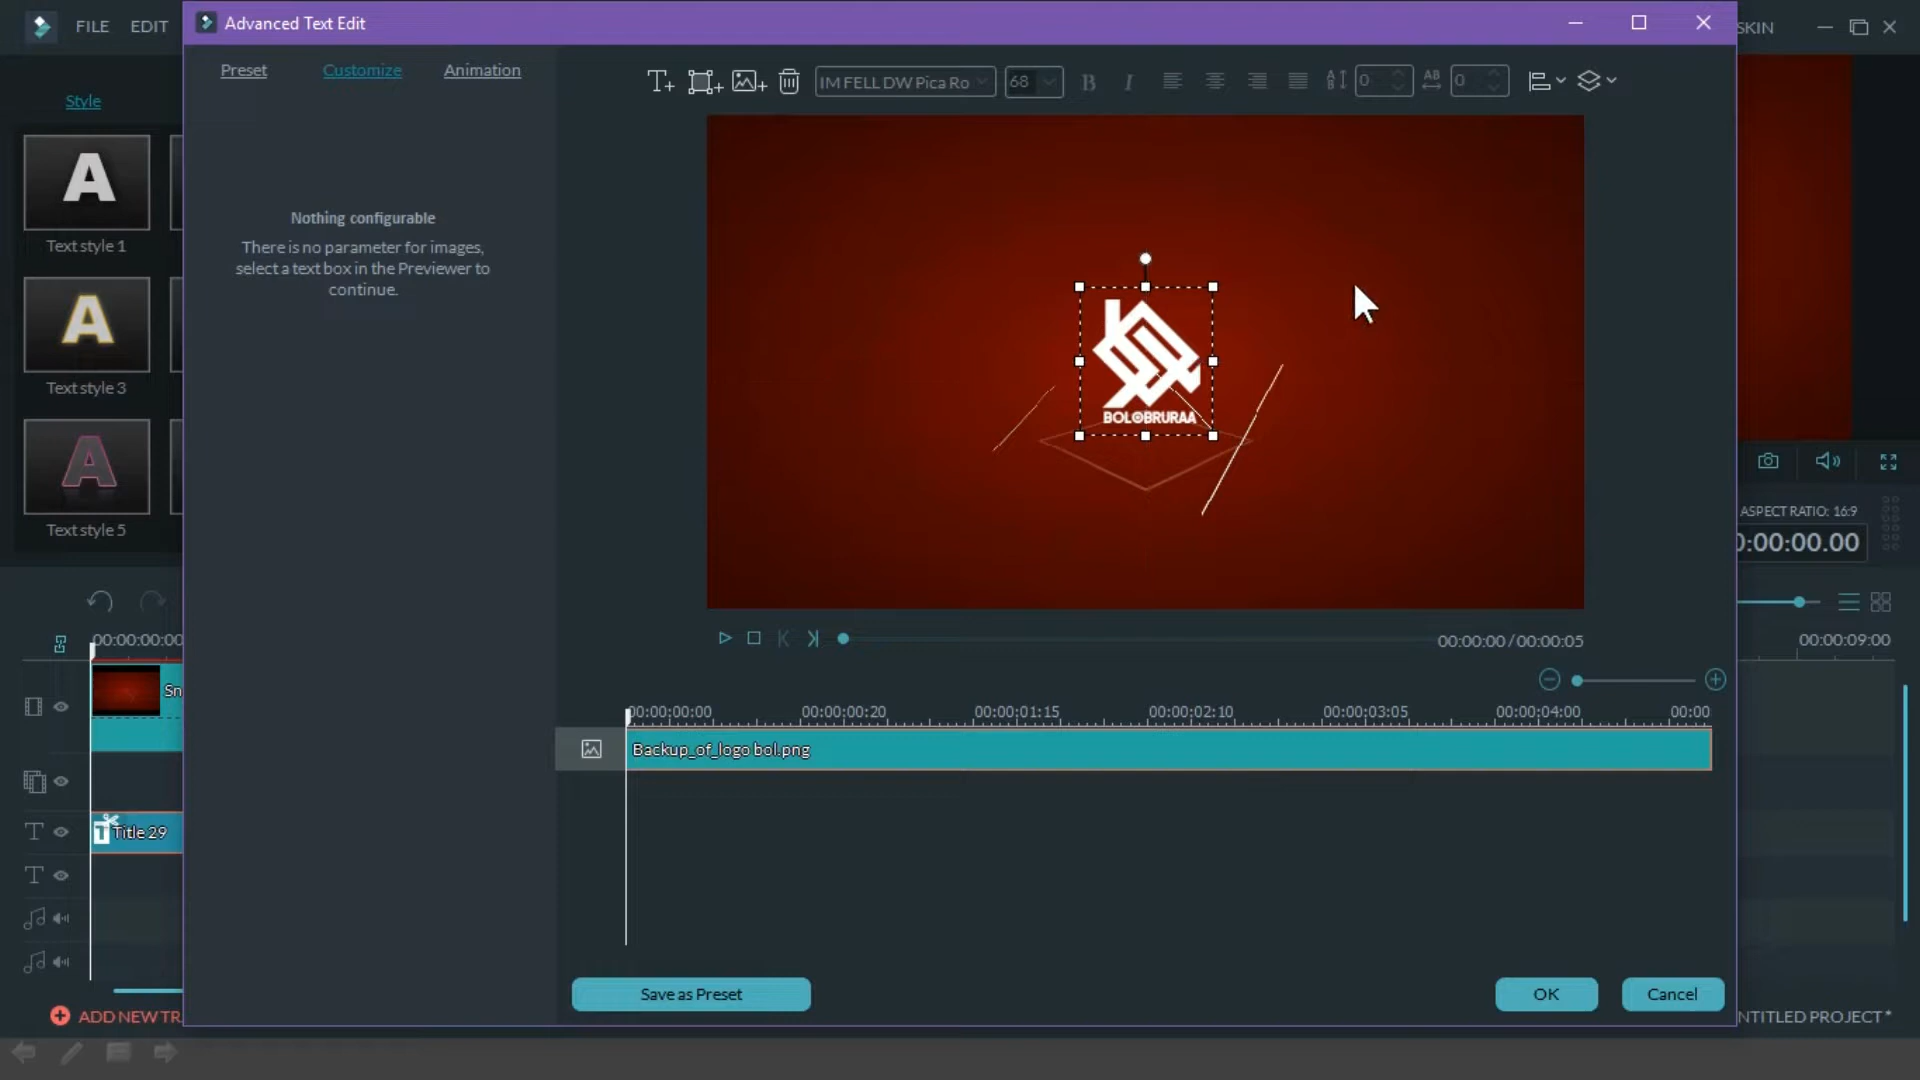 FILE EDIT
Advanced Text Edit
SKIN
Preset Customize Animation
IM FELL DW Pica Ro 68 B I 0 AB 0
Style
A
Text style 1
A
Text style 3
A
Text style 5
Nothing configurable
There is no parameter for images,
select a text box in the Previewer to
continue.
BOLOBRURAA
ASPECT RATIO: 16:9
0:00:00.00
00:00:00/00:00:05
00:00:00:00 00:00:00:20 00:00:01:15 00:00:02:10 00:00:03:05 00:00:04:00 00:00
Backup_of_logo bol.png
00:00:00:00
00:00:09:00
Sn
Title 29
Save as Preset OK Cancel
ADD NEW TR
NTITLED PROJECT*